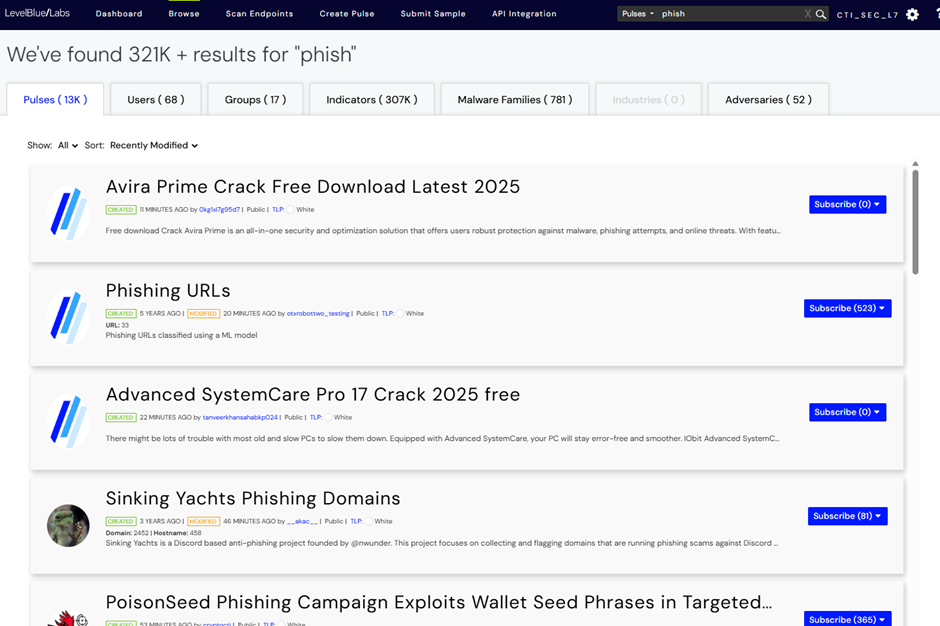 LevelBlue/Labs Dashboard Browse Scan Endpoints Create Pulse Submit Sample API Integration Pulses phish X CTI_SEC_L7 ?
We've found 321K + results for "phish"
Pulses ( 13K ) Users ( 68 ) Groups ( 17 ) Indicators ( 307K ) Malware Families ( 781 ) Industries ( 0 ) Adversaries ( 52 )
Show: All Sort: Recently Modified
Avira Prime Crack Free Download Latest 2025
CREATED 11 MINUTES AGO by 0kg1xl7g95d7 | Public | TLP: White
Subscribe (0)
Free download Crack Avira Prime is an all-in-one security and optimization solution that offers users robust protection against malware, phishing attempts, and online threats. With featu...
Phishing URLs
CREATED 5 YEARS AGO | MODIFIED 20 MINUTES AGO by otxrobottwo_testing | Public | TLP: White
Subscribe (523)
URL: 33
Phishing URLs classified using a ML model
Advanced SystemCare Pro 17 Crack 2025 free
CREATED 22 MINUTES AGO by tanveerkhansahabkp024 | Public | TLP: White
Subscribe (0)
There might be lots of trouble with most old and slow PCs to slow them down. Equipped with Advanced SystemCare, your PC will stay error-free and smoother. IObit Advanced SystemC...
Sinking Yachts Phishing Domains
CREATED 3 YEARS AGO | MODIFIED 46 MINUTES AGO by __akac__ | Public | TLP: White
Subscribe (81)
Domain: 2452 | Hostname: 458
Sinking Yachts is a Discord based anti-phishing project founded by @nwunder. This project focuses on collecting and flagging domains that are running phishing scams against Discord ...
PoisonSeed Phishing Campaign Exploits Wallet Seed Phrases in Targeted...
CREATED 53 MINUTES AGO by cryptocti | Public | TLP: White
Subscribe (365)